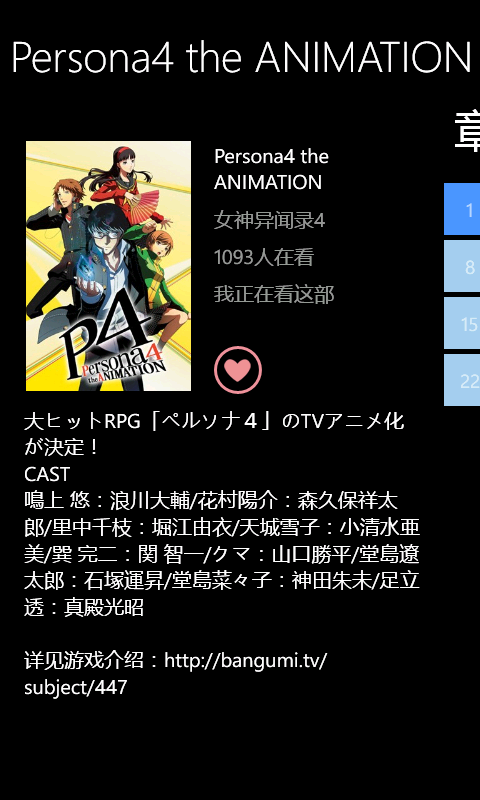 Persona4 the ANIMATION
章
Persona4 the
ANIMATION
女神异闻录4
1093人在看
我正在看这部
1
8
15
22
P4
Persona4
the ANIMATION
大ヒットRPG「ペルソナ４」のTVアニメ化
が決定！
CAST
鳴上 悠：浪川大輔/花村陽介：森久保祥太
郎/里中千枝：堀江由衣/天城雪子：小清水亜
美/巽 完二：関 智一/クマ：山口勝平/堂島遼
太郎：石塚運昇/堂島菜々子：神田朱未/足立
透：真殿光昭
详见游戏介绍：http://bangumi.tv/
subject/447